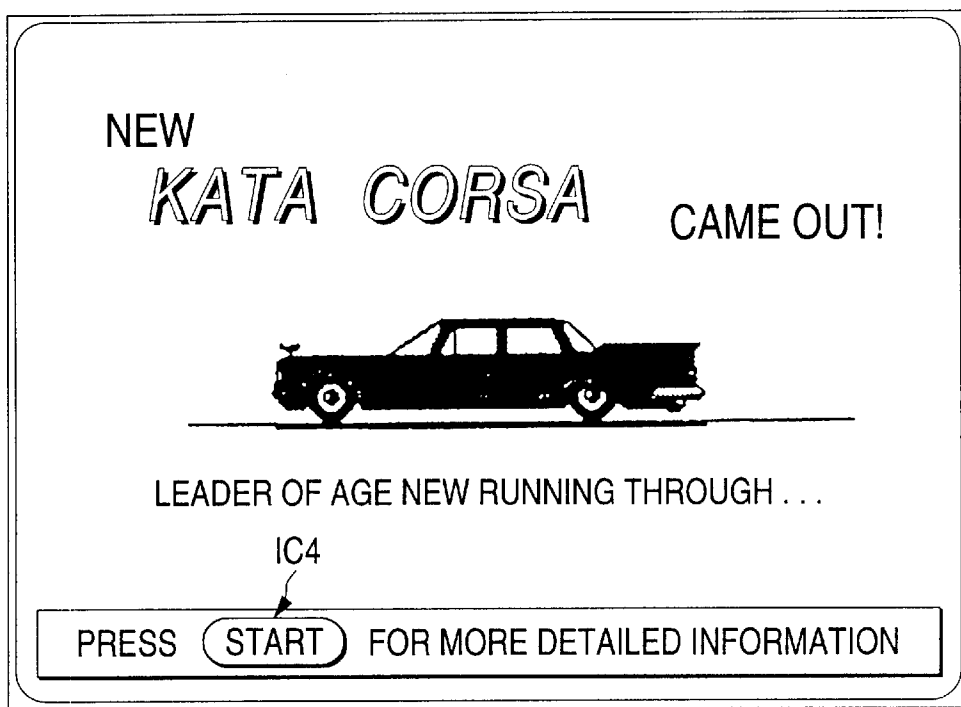 NEW
KATA CORSA
CAME OUT!
LEADER OF AGE NEW RUNNING THROUGH . . .
IC4
PRESS START FOR MORE DETAILED INFORMATION